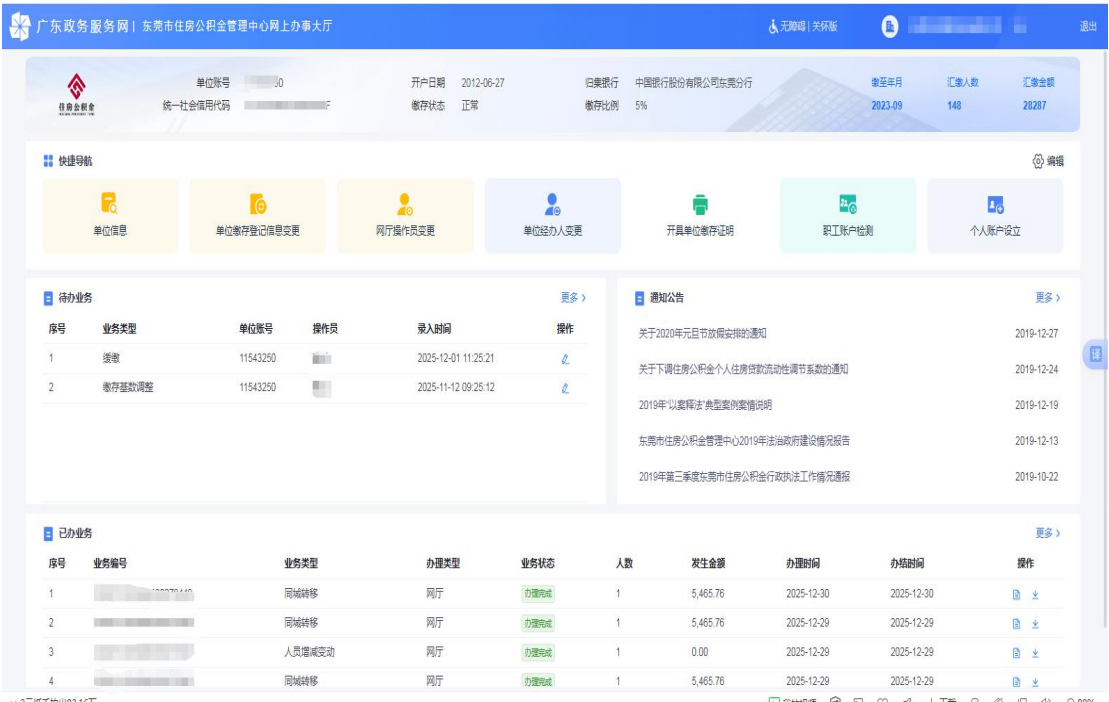 广东政务服务网 | 东莞市住房公积金管理中心网上办事大厅 无障碍 | 关怀版 退出
单位账号 开户日期 2012-06-27 归集银行 中国银行股份有限公司东莞分行 缴至年月 汇缴人数 汇缴金额
住房公积金 统一社会信用代码 缴存状态 正常 缴存比例 5% 2023-09 148 28287
快捷导航 编辑
单位信息 单位缴存登记信息变更 网厅操作员变更 单位经办人变更 开具单位缴存证明 职工账户检测 个人账户设立
待办业务 更多 >
序号 业务类型 单位账号 操作员 录入时间 操作
1 缓缴 11543250 2025-12-01 11:25:21
2 缴存基数调整 11543250 2025-11-12 09:25:12
通知公告 更多 >
关于2020年元旦节放假安排的通知 2019-12-27
关于下调住房公积金个人住房贷款流动性调节系数的通知 2019-12-24
2019年“以案释法”典型案例案情说明 2019-12-19
东莞市住房公积金管理中心2019年法治政府建设情况报告 2019-12-13
2019年第三季度东莞市住房公积金行政执法工作情况通报 2019-10-22
译
已办业务 更多 >
序号 业务编号 业务类型 办理类型 业务状态 人数 发生金额 办理时间 办结时间 操作
1 同城转移 网厅 办理完成 1 5,465.76 2025-12-30 2025-12-30
2 同城转移 网厅 办理完成 1 5,465.76 2025-12-29 2025-12-29
3 人员增减变动 网厅 办理完成 1 0.00 2025-12-29 2025-12-29
4 同城转移 网厅 办理完成 1 5,465.76 2025-12-29 2025-12-29